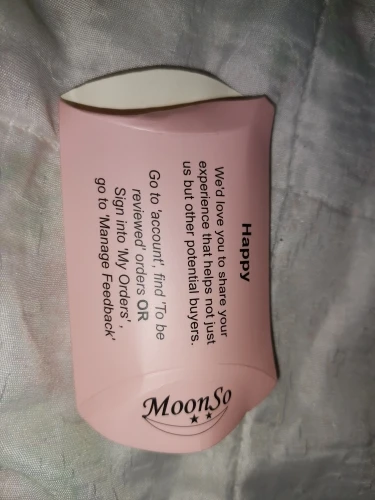 Happy
We'd love you to share your
experience that helps not just
us but other potential buyers.
Go to 'account', find 'To be
reviewed' orders OR
Sign into 'My Orders',
go to 'Manage Feedback'
MoonSo